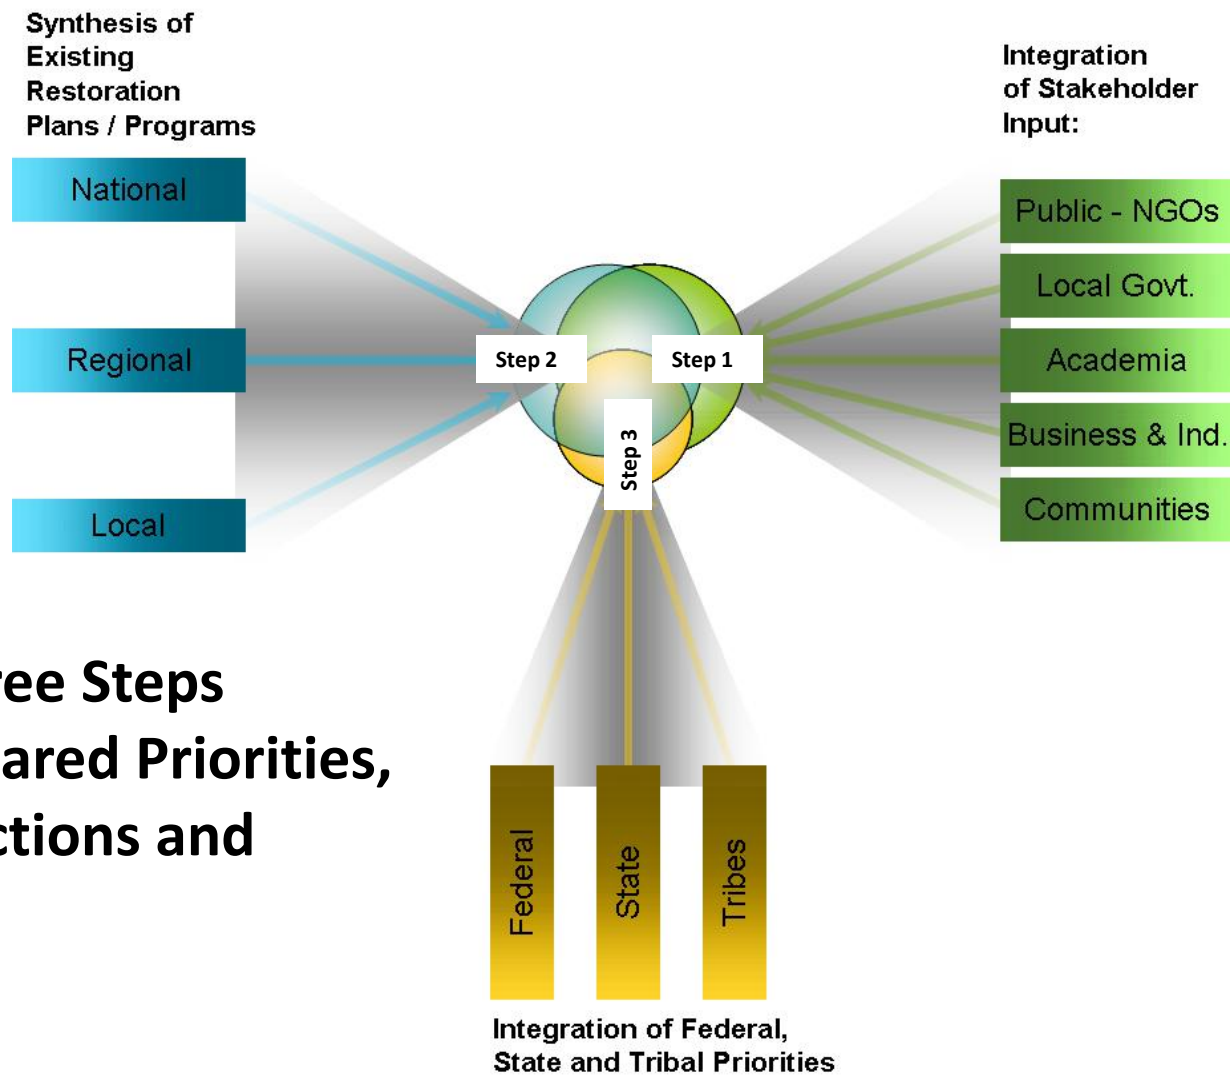 Synthesis of
Existing
Restoration
Plans / Programs
National
Regional
Local
Integration
of Stakeholder
Input:
Public - NGOs
Local Govt.
Academia
Business & Ind.
Communities
Step 2
Step 1
Step 3
ree Steps
ared Priorities,
ctions and
Federal
State
Tribes
Integration of Federal,
State and Tribal Priorities